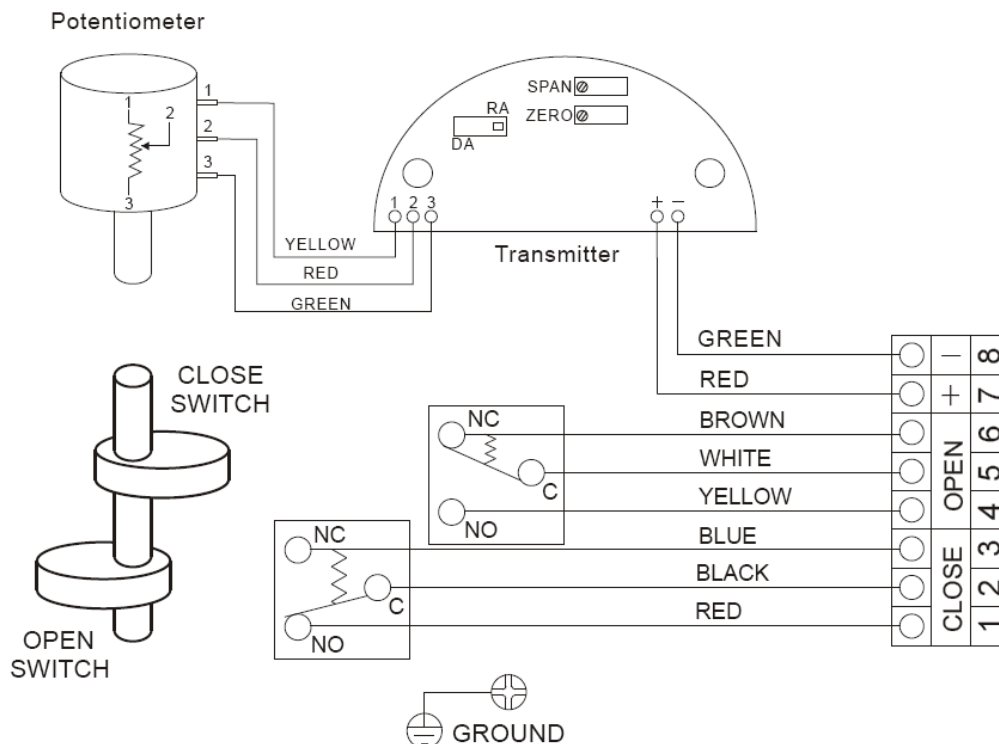 Potentiometer
1
2
3
1
2
3
SPAN
ZERO
RA
DA
1 2 3
+ −
Transmitter
YELLOW
RED
GREEN
CLOSE
SWITCH
OPEN
SWITCH
GREEN
RED
BROWN
WHITE
YELLOW
BLUE
BLACK
RED
NC
C
NO
NC
C
NO
− 8
+ 7
OPEN 6
5
4
CLOSE 3
2
1
GROUND